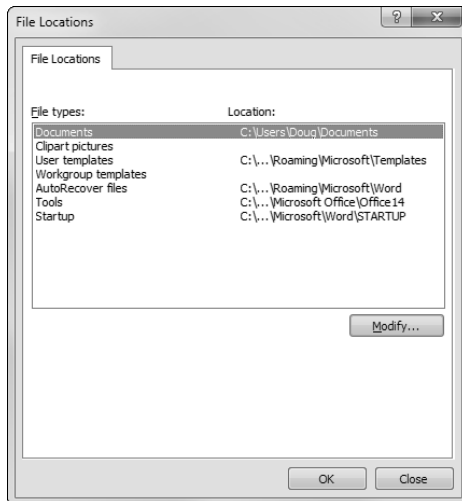 File Locations
File Locations
File types: Location:
Documents C:\Users\Doug\Documents
Clipart pictures
User templates C:\...\Roaming\Microsoft\Templates
Workgroup templates
AutoRecover files C:\...\Roaming\Microsoft\Word
Tools C:\...\Microsoft Office\Office14
Startup C:\...\Microsoft\Word\STARTUP
Modify...
OK Close